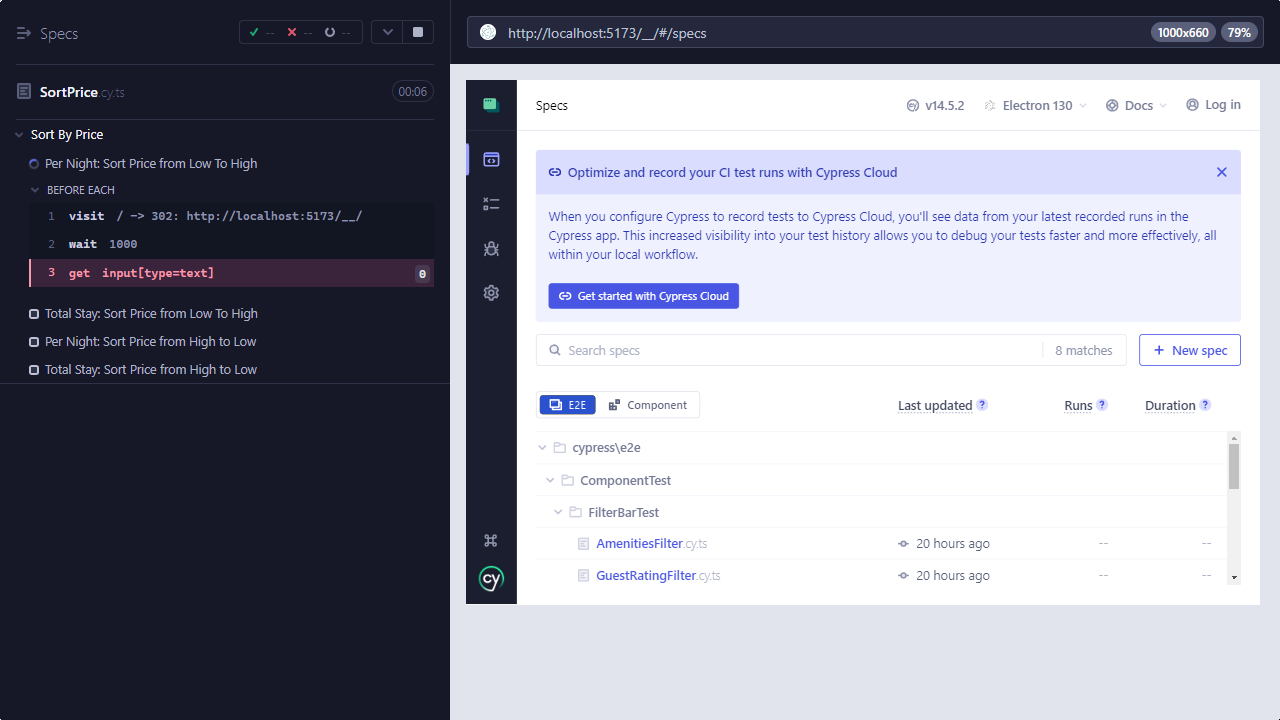 Specs
-- -- --
http://localhost:5173/__/#/specs
1000x660
79%
SortPrice.cy.ts
00:06
Sort By Price
Per Night: Sort Price from Low To High
BEFORE EACH
1 visit / -> 302: http://localhost:5173/__/
2 wait 1000
3 get input[type=text] 0
Total Stay: Sort Price from Low To High
Per Night: Sort Price from High to Low
Total Stay: Sort Price from High to Low
Specs
v14.5.2
Electron 130
Docs
Log in
Optimize and record your CI test runs with Cypress Cloud
When you configure Cypress to record tests to Cypress Cloud, you'll see data from your latest recorded runs in the
Cypress app. This increased visibility into your test history allows you to debug your tests faster and more effectively, all
within your local workflow.
Get started with Cypress Cloud
Search specs
8 matches
New spec
E2E
Component
Last updated ?
Runs ?
Duration ?
cypress\e2e
ComponentTest
FilterBarTest
AmenitiesFilter.cy.ts 20 hours ago -- --
GuestRatingFilter.cy.ts 20 hours ago -- --
cy